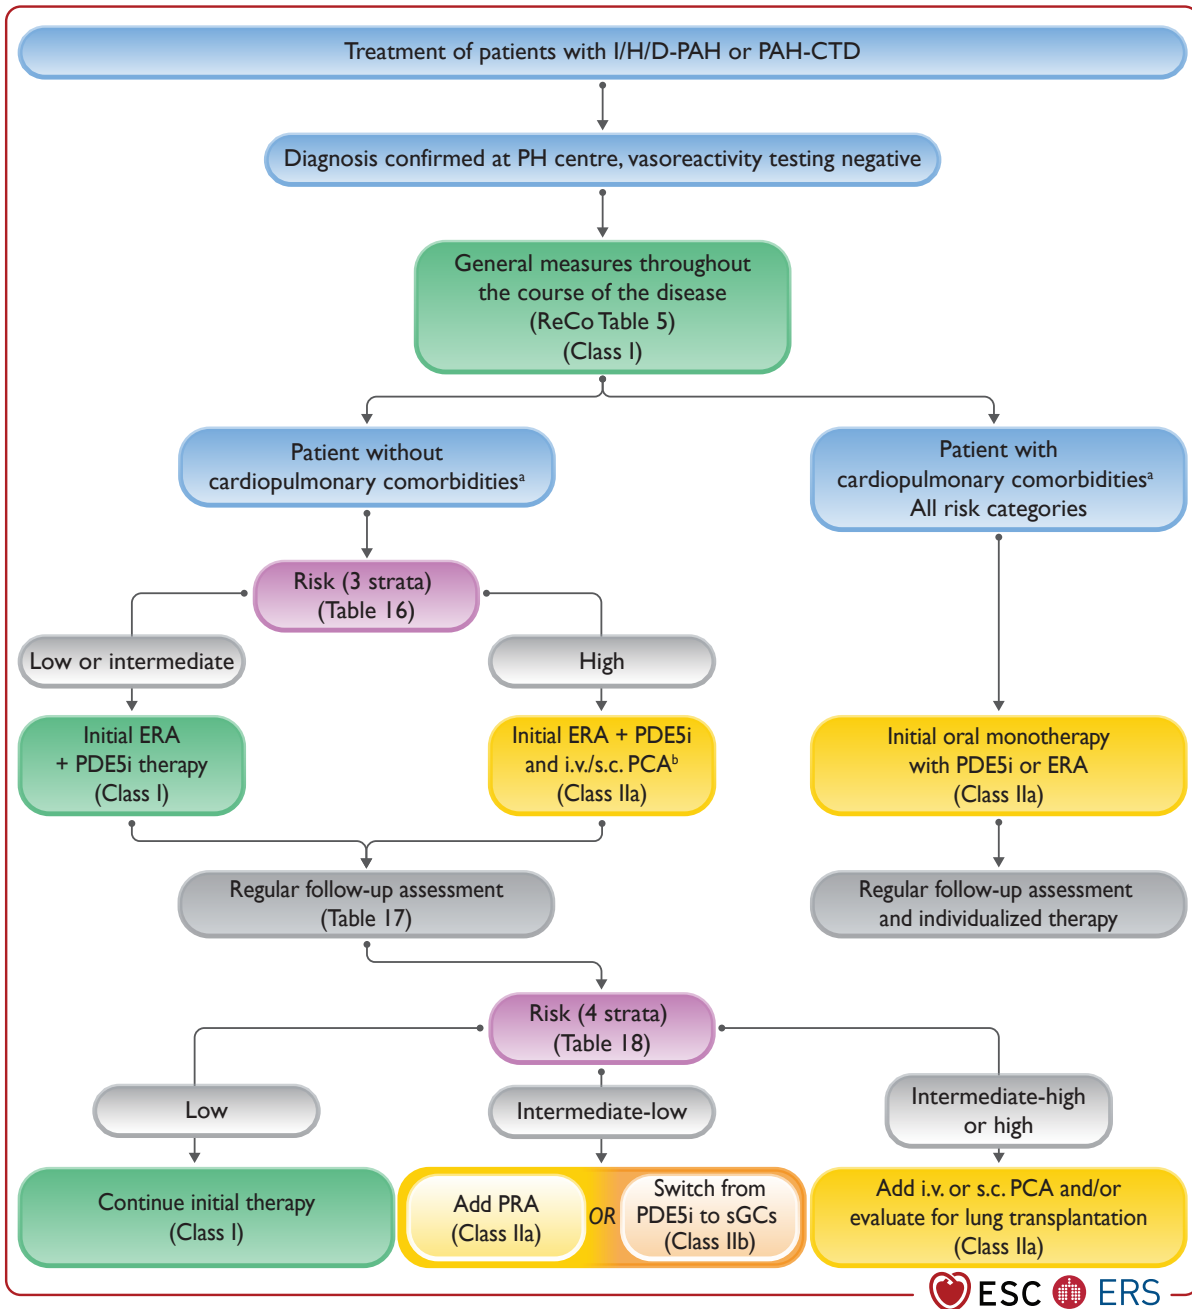 Treatment of patients with I/H/D-PAH or PAH-CTD
Diagnosis confirmed at PH centre, vasoreactivity testing negative
General measures throughout
the course of the disease
(ReCo Table 5)
(Class I)
Patient without
cardiopulmonary comorbiditiesᵃ
Patient with
cardiopulmonary comorbiditiesᵃ
All risk categories
Risk (3 strata)
(Table 16)
Low or intermediate
High
Initial ERA
+ PDE5i therapy
(Class I)
Initial ERA + PDE5i
and i.v./s.c. PCAᵇ
(Class IIa)
Initial oral monotherapy
with PDE5i or ERA
(Class IIa)
Regular follow-up assessment
(Table 17)
Regular follow-up assessment
and individualized therapy
Risk (4 strata)
(Table 18)
Low
Intermediate-low
Intermediate-high
or high
Continue initial therapy
(Class I)
Add PRA
(Class IIa)
OR
Switch from
PDE5i to sGCs
(Class IIb)
Add i.v. or s.c. PCA and/or
evaluate for lung transplantation
(Class IIa)
ESC ERS